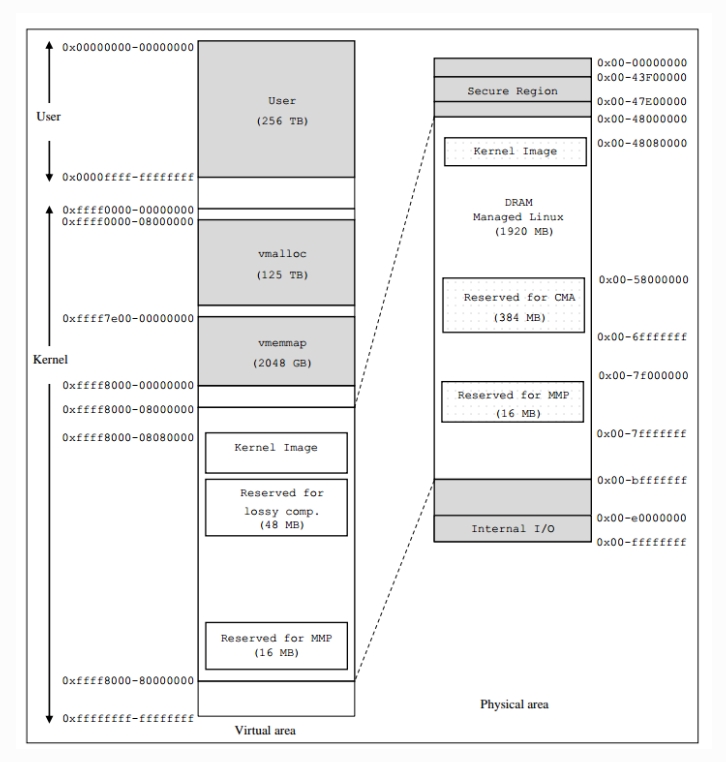 0x00000000-00000000
User
(256 TB)
User
0x0000ffff-ffffffff
0xffff0000-00000000
0xffff0000-08000000
vmalloc
(125 TB)
0xffff7e00-00000000
vmemmap
(2048 GB)
Kernel
0xffff8000-00000000
0xffff8000-08000000
0xffff8000-08080000
Kernel Image
Reserved for
lossy comp.
(48 MB)
Reserved for MMP
(16 MB)
0xffff8000-80000000
0xffffffff-ffffffff
Virtual area
0x00-00000000
0x00-43F00000
Secure Region
0x00-47E00000
0x00-48000000
0x00-48080000
Kernel Image
DRAM
Managed Linux
(1920 MB)
0x00-58000000
Reserved for CMA
(384 MB)
0x00-6fffffff
0x00-7f000000
Reserved for MMP
(16 MB)
0x00-7fffffff
0x00-bfffffff
0x00-e0000000
Internal I/O
0x00-ffffffff
Physical area